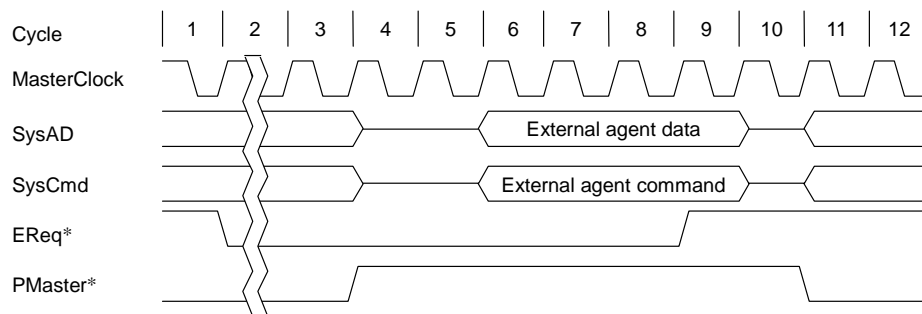 Cycle 1 2 3 4 5 6 7 8 9 10 11 12
MasterClock
SysAD External agent data
SysCmd External agent command
EReq*
PMaster*